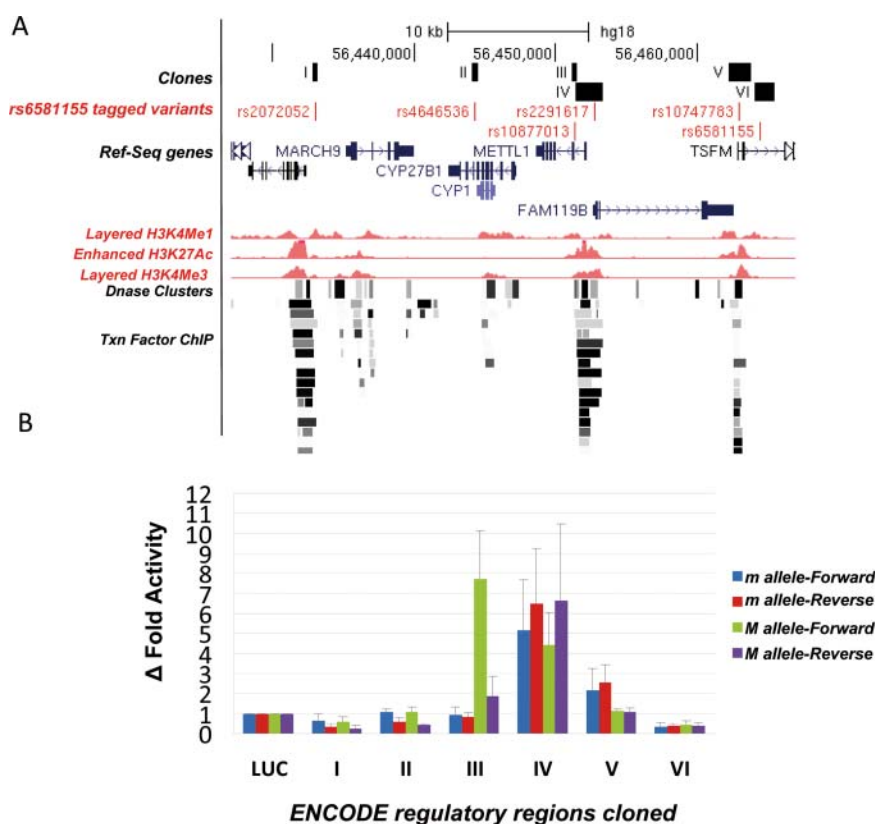 A
10 kb
hg18
56,440,000
56,450,000
56,460,000
Clones
I
II
III
IV
V
VI
rs6581155 tagged variants
rs2072052
rs4646536
rs2291617
rs10747783
rs10877013
rs6581155
Ref-Seq genes
MARCH9
METTL1
TSFM
CYP27B1
CYP1
FAM119B
Layered H3K4Me1
Enhanced H3K27Ac
Layered H3K4Me3
Dnase Clusters
Txn Factor ChIP
B
Δ Fold Activity
12
11
10
9
8
7
6
5
4
3
2
1
0
LUC I II III IV V VI
ENCODE regulatory regions cloned
m allele-Forward
m allele-Reverse
M allele-Forward
M allele-Reverse